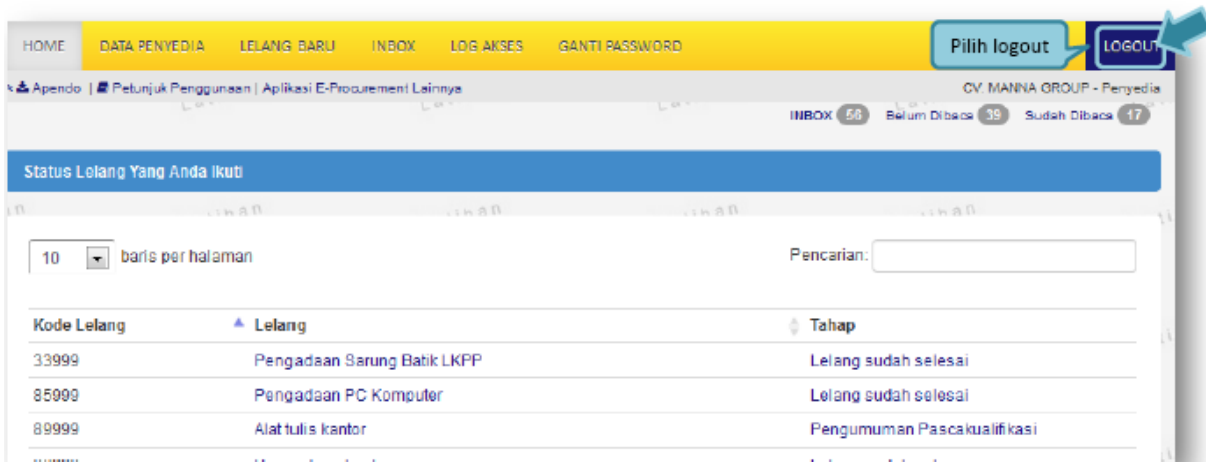 HOME DATA PENYEDIA LELANG BARU INBOX LOG AKSES GANTI PASSWORD Pilih logout LOGOUT
Apendo | Petunjuk Penggunaan | Aplikasi E-Procurement Lainnya CV. MANNA GROUP - Penyedia
INBOX 56 Belum Dibaca 39 Sudah Dibaca 17
Status Lelang Yang Anda Ikuti
10 baris per halaman Pencarian:
Kode Lelang Lelang Tahap
33999 Pengadaan Sarung Batik LKPP Lelang sudah selesai
85999 Pengadaan PC Komputer Lelang sudah selesai
89999 Alat tulis kantor Pengumuman Pascakualifikasi